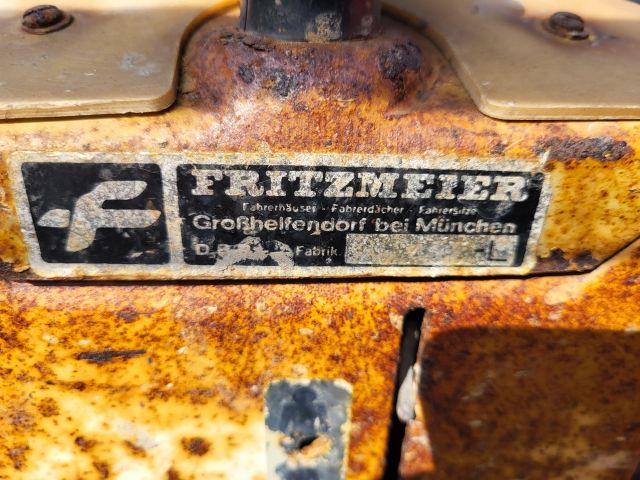 FRITZMEIER
Fahrerhäuser - Fahrerdächer - Fahrersitze
Großhelfendorf bei München
Fabrik. -L